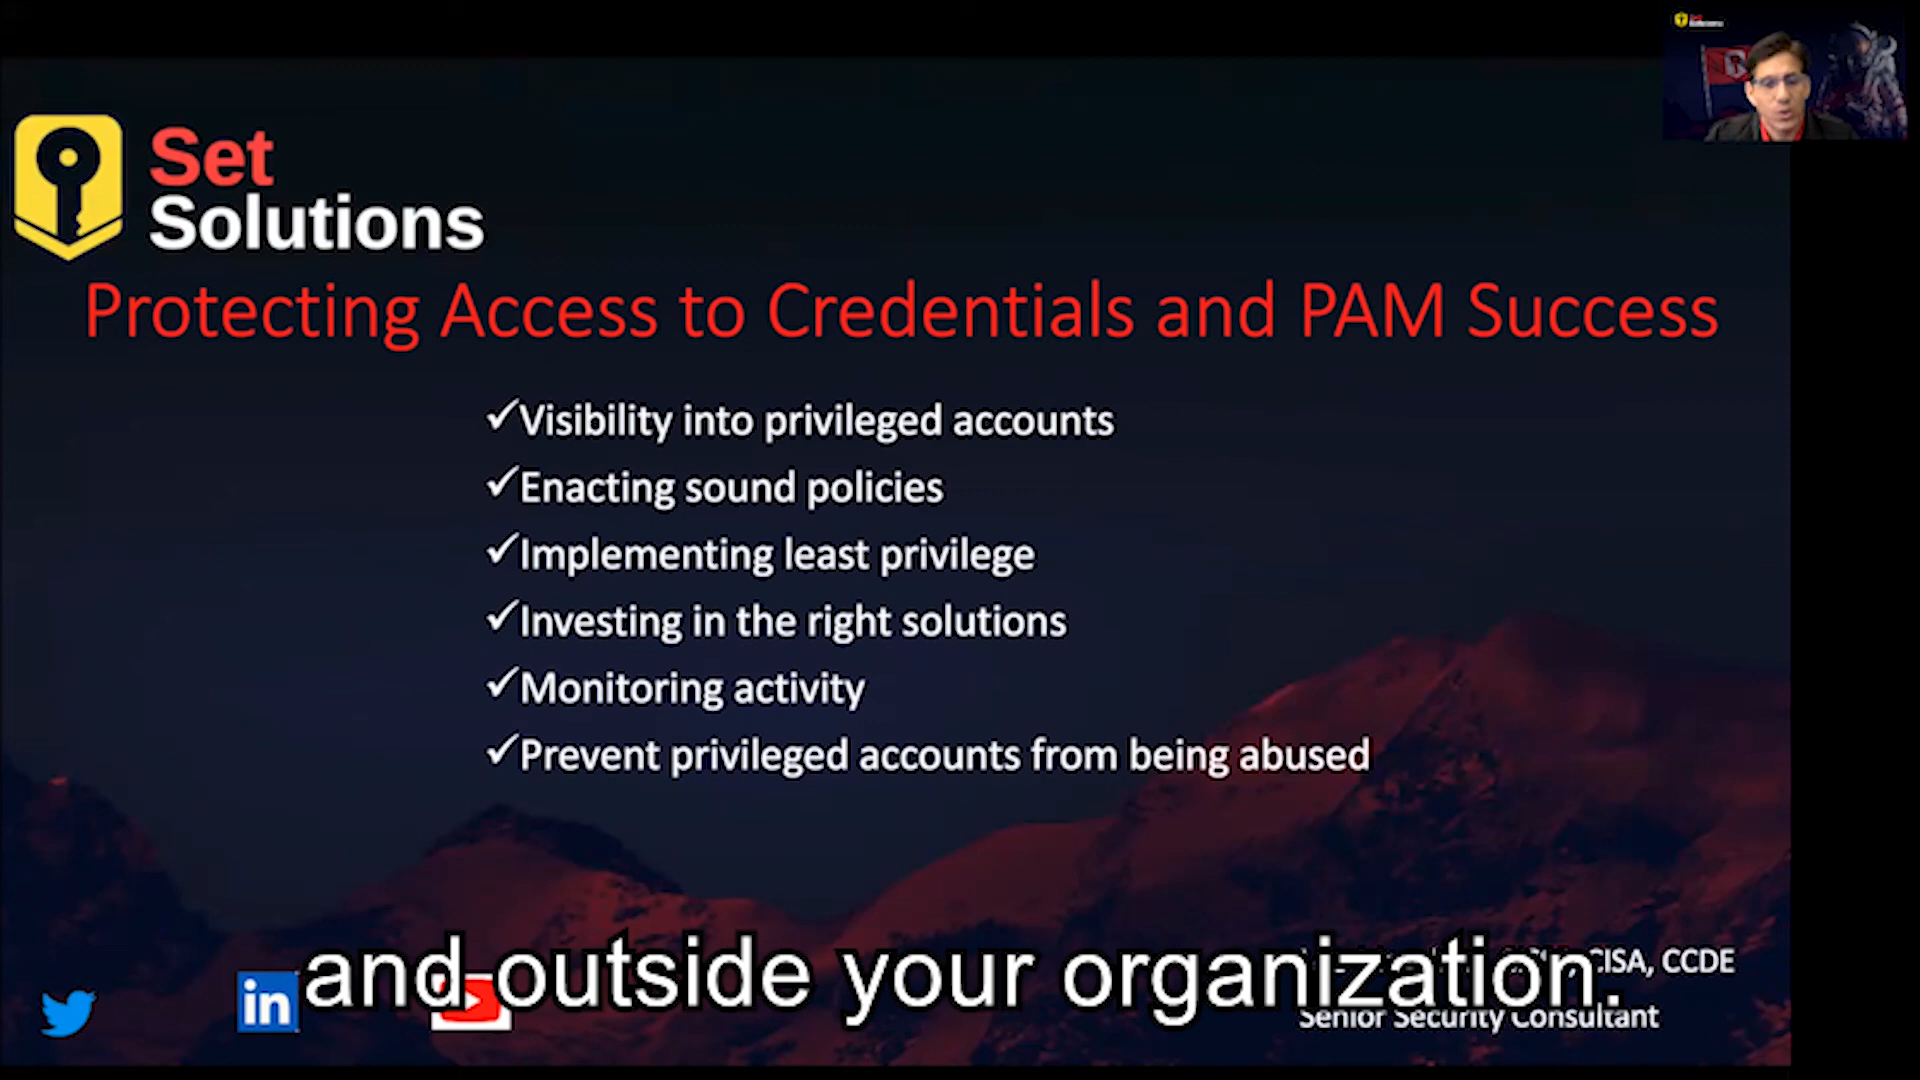 Set
Solutions
Protecting Access to Credentials and PAM Success
✓Visibility into privileged accounts
✓Enacting sound policies
✓Implementing least privilege
✓Investing in the right solutions
✓Monitoring activity
✓Prevent privileged accounts from being abused
CISA, CCDE
and outside your organization.
Senior Security Consultant
in